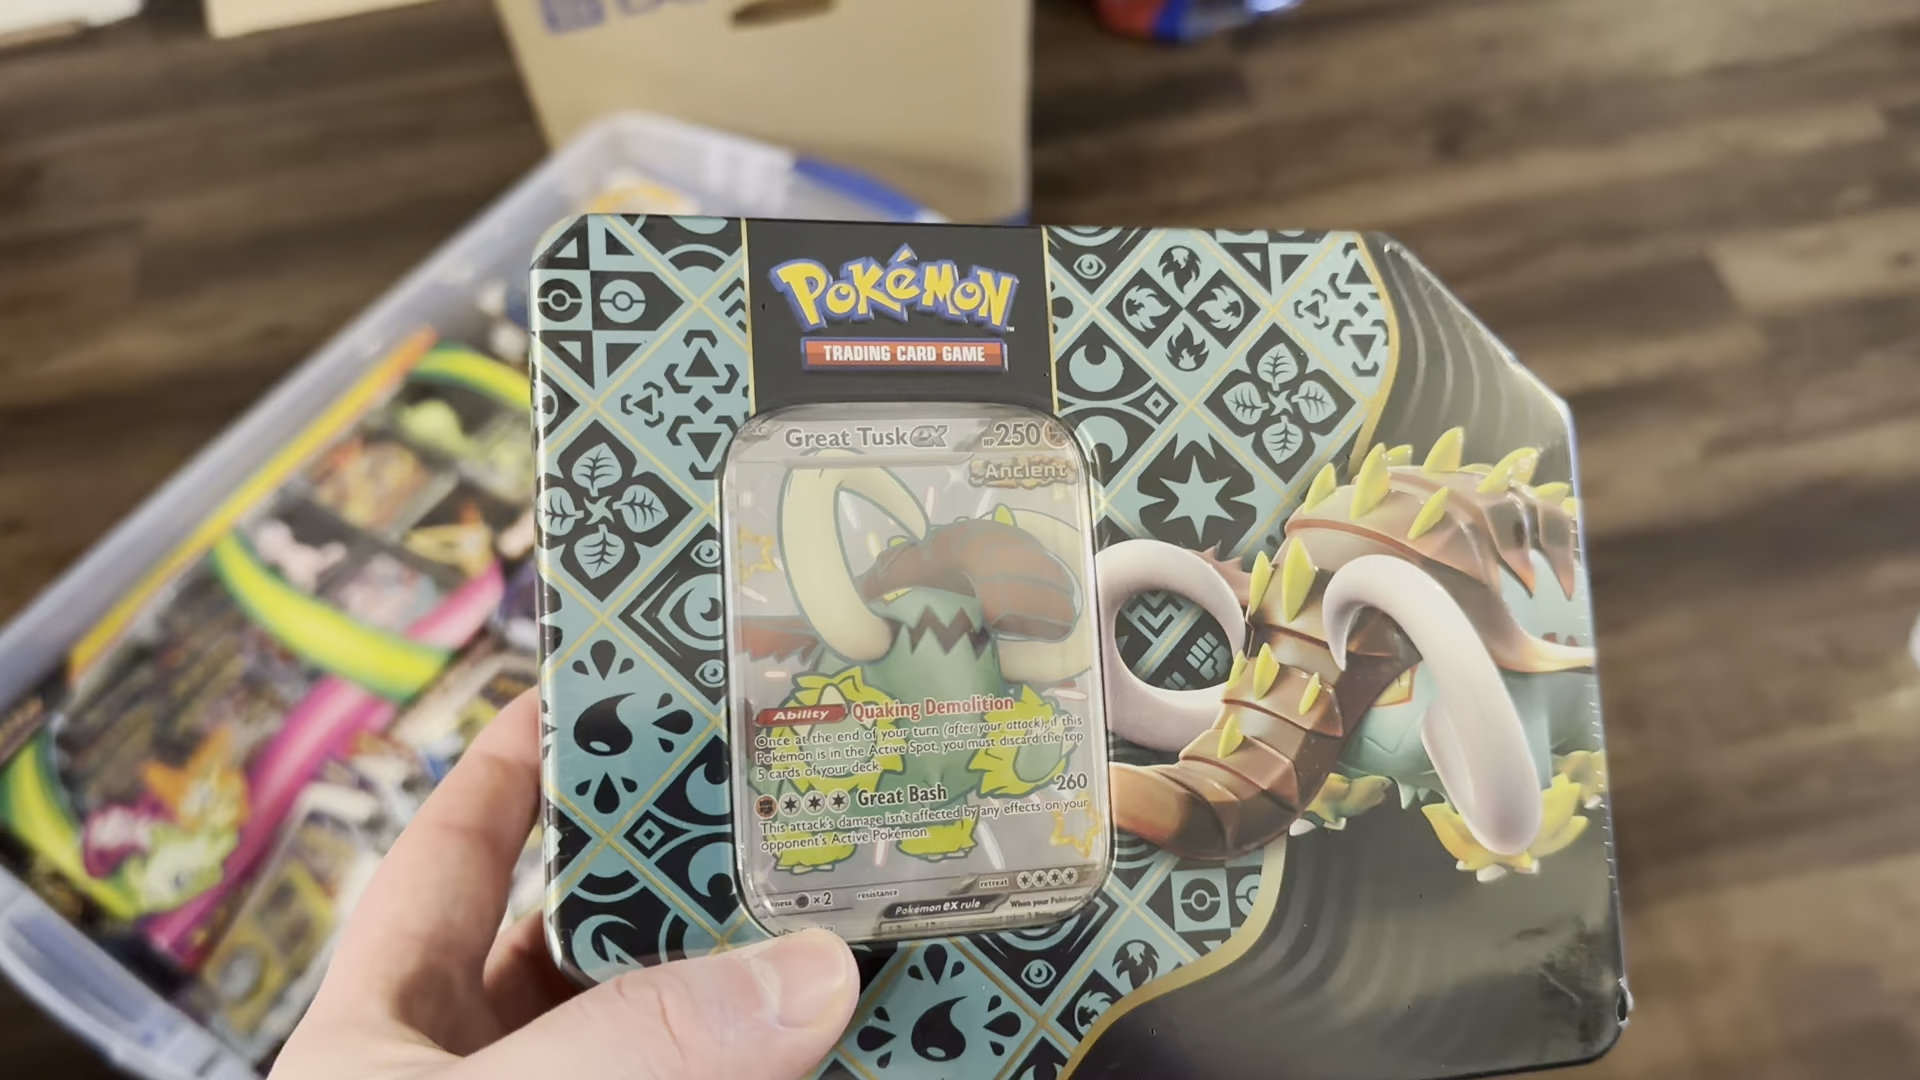 POKéMON
TM
TRADING CARD GAME
Great Tusk ex HP 250
Ancient
Ability Quaking Demolition
Once at the end of your turn (after your attack), if this
Pokémon is in the Active Spot, you must discard the top
5 cards of your deck.
Great Bash 260
This attack's damage isn't affected by any effects on your
opponent's Active Pokémon.
×2 resistance retreat
Pokémon ex rule When your Pokémon